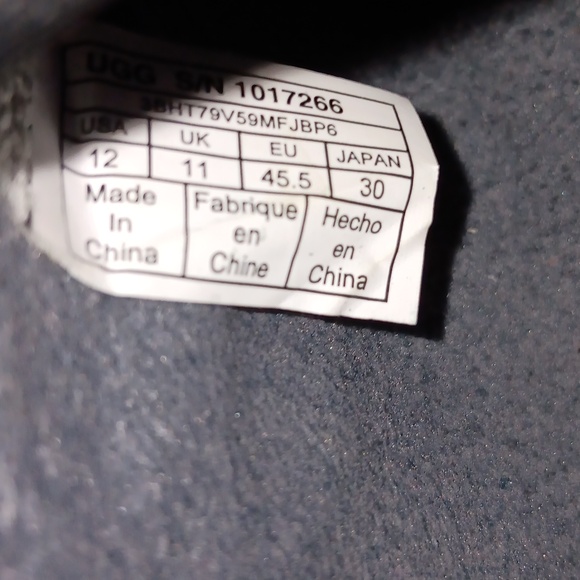 UGG S/N 1017266
3BHT79V59MFJBP6
USA UK EU JAPAN
12 11 45.5 30
Made In China
Fabrique en Chine
Hecho en China